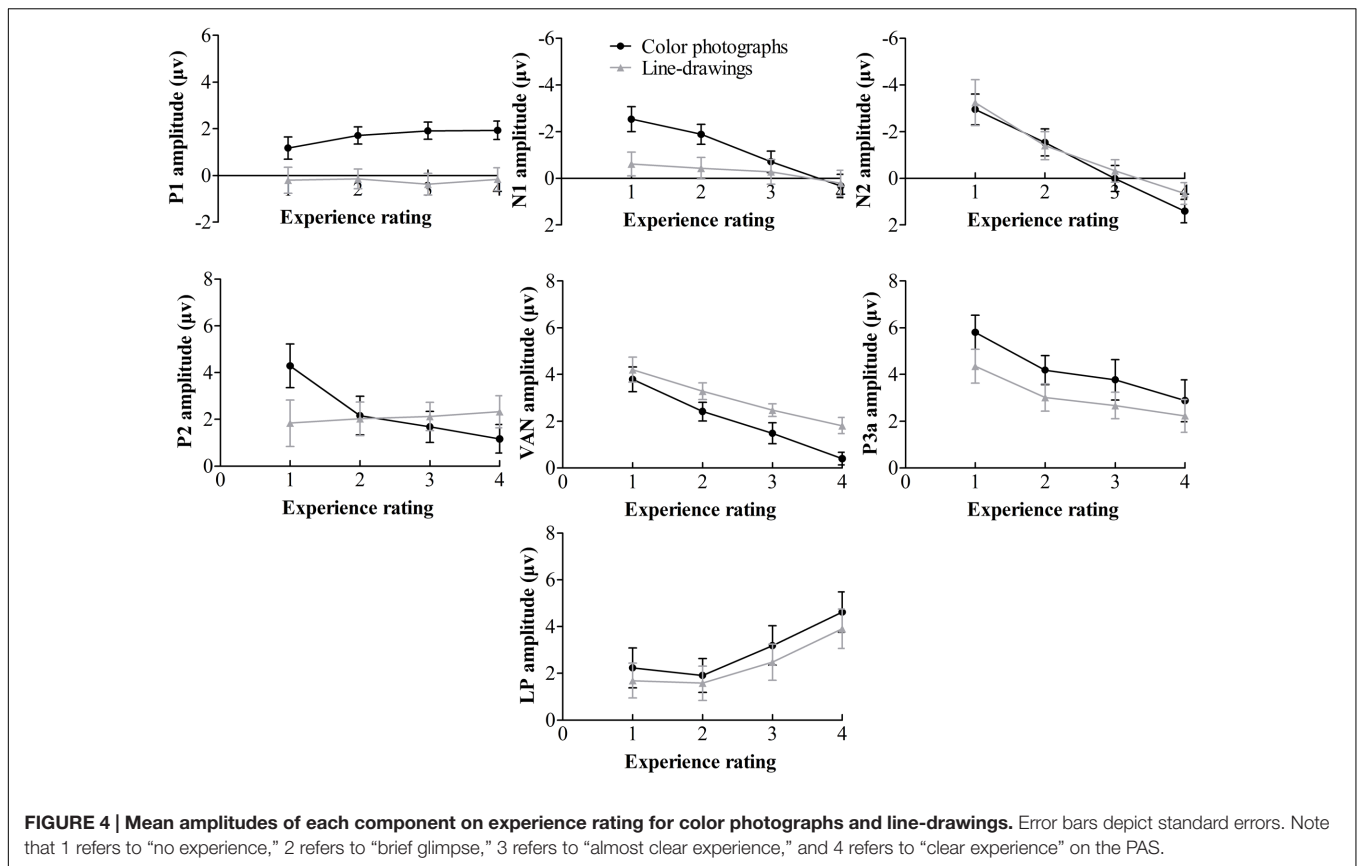 6
4
2
0
-2
P1 amplitude (μv)
1 2 3 4
Experience rating
-6
-4
-2
0
2
N1 amplitude (μv)
Color photographs
Line-drawings
1 2 3 4
Experience rating
-6
-4
-2
0
2
N2 amplitude (μv)
1 2 3 4
Experience rating
8
6
4
2
0
P2 amplitude (μv)
0 1 2 3 4
Experience rating
8
6
4
2
0
VAN amplitude (μv)
0 1 2 3 4
Experience rating
8
6
4
2
0
P3a amplitude (μv)
0 1 2 3 4
Experience rating
8
6
4
2
0
LP amplitude (μv)
0 1 2 3 4
Experience rating
FIGURE 4 | Mean amplitudes of each component on experience rating for color photographs and line-drawings. Error bars depict standard errors. Note
that 1 refers to “no experience,” 2 refers to “brief glimpse,” 3 refers to “almost clear experience,” and 4 refers to “clear experience” on the PAS.